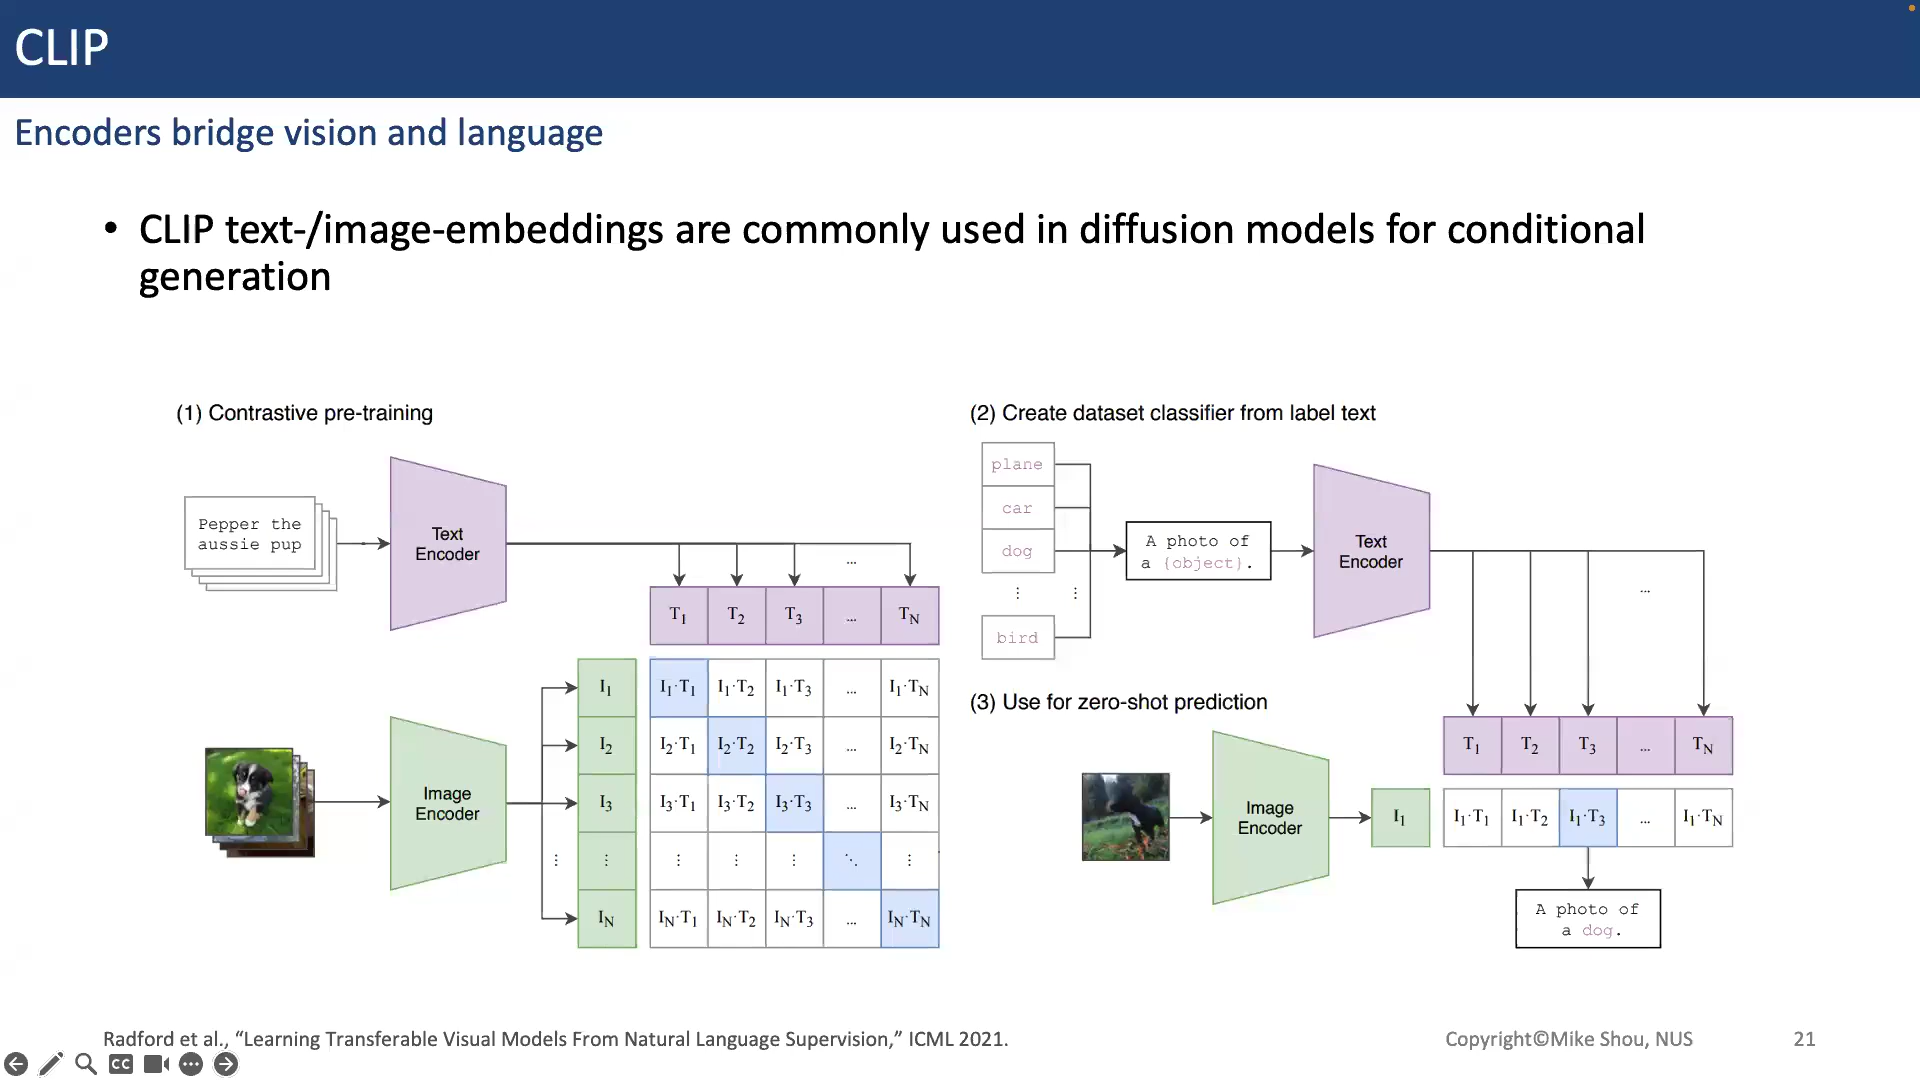 CLIP
Encoders bridge vision and language
• CLIP text-/image-embeddings are commonly used in diffusion models for conditional
generation
(1) Contrastive pre-training
Pepper the
aussie pup
Text
Encoder
...
T1 T2 T3 ... TN
Image
Encoder
I1 I1·T1 I1·T2 I1·T3 ... I1·TN
I2 I2·T1 I2·T2 I2·T3 ... I2·TN
I3 I3·T1 I3·T2 I3·T3 ... I3·TN
⋮ ⋮ ⋮ ⋮ ⋮ ⋱ ⋮
IN IN·T1 IN·T2 IN·T3 ... IN·TN
(2) Create dataset classifier from label text
plane
car
dog
⋮ ⋮
bird
A photo of
a {object}.
Text
Encoder
...
(3) Use for zero-shot prediction
T1 T2 T3 ... TN
Image
Encoder
I1 I1·T1 I1·T2 I1·T3 ... I1·TN
A photo of
a dog.
Radford et al., “Learning Transferable Visual Models From Natural Language Supervision,” ICML 2021.
Copyright©Mike Shou, NUS
21
CC